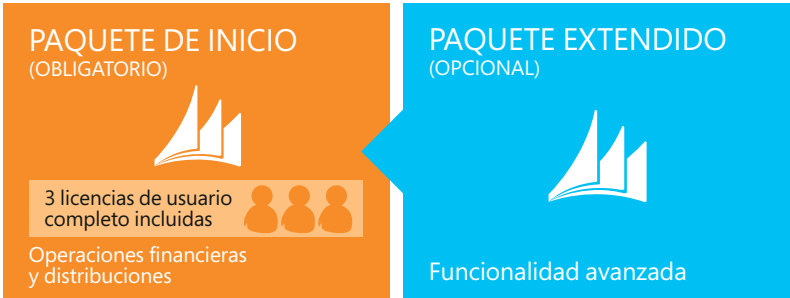 PAQUETE DE INICIO
(OBLIGATORIO)
3 licencias de usuario
completo incluidas
Operaciones financieras
y distribuciones
PAQUETE EXTENDIDO
(OPCIONAL)
Funcionalidad avanzada